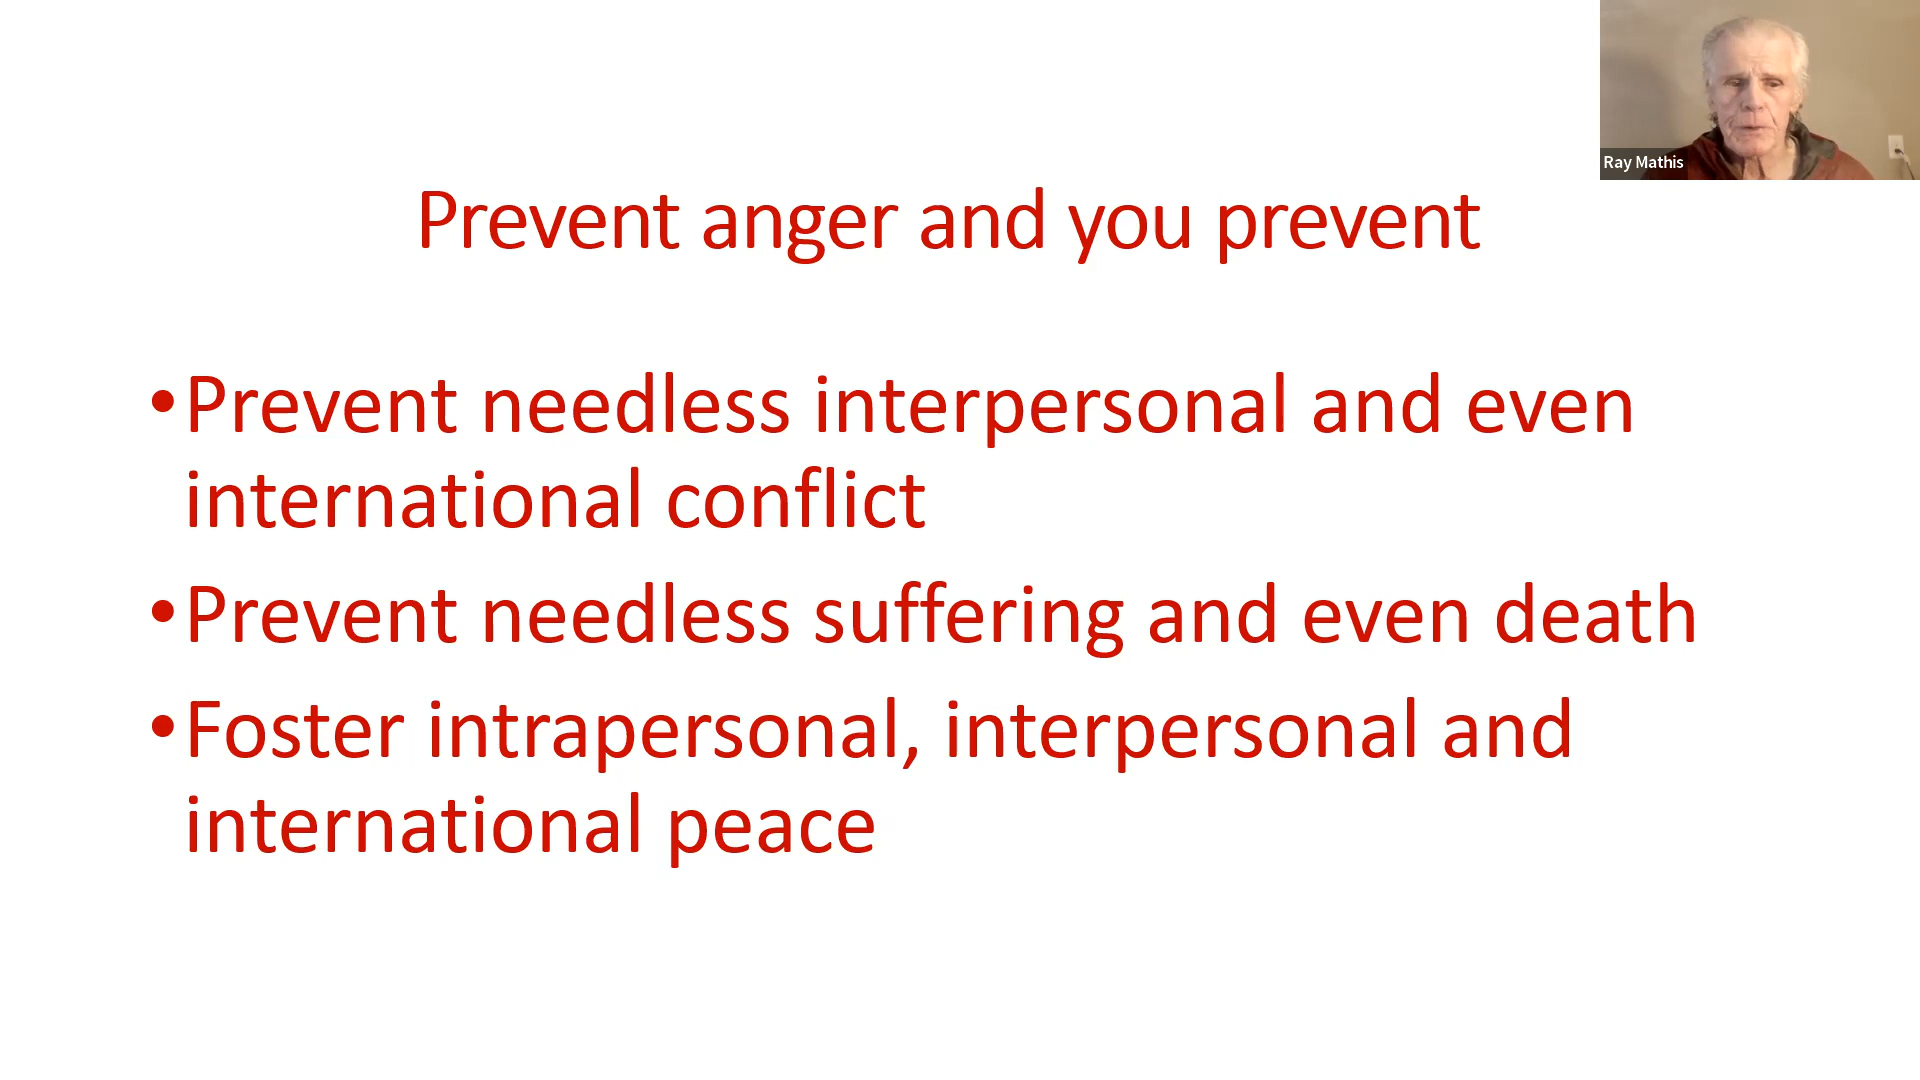 Ray Mathis
Prevent anger and you prevent
•Prevent needless interpersonal and even
international conflict
•Prevent needless suffering and even death
•Foster intrapersonal, interpersonal and
international peace